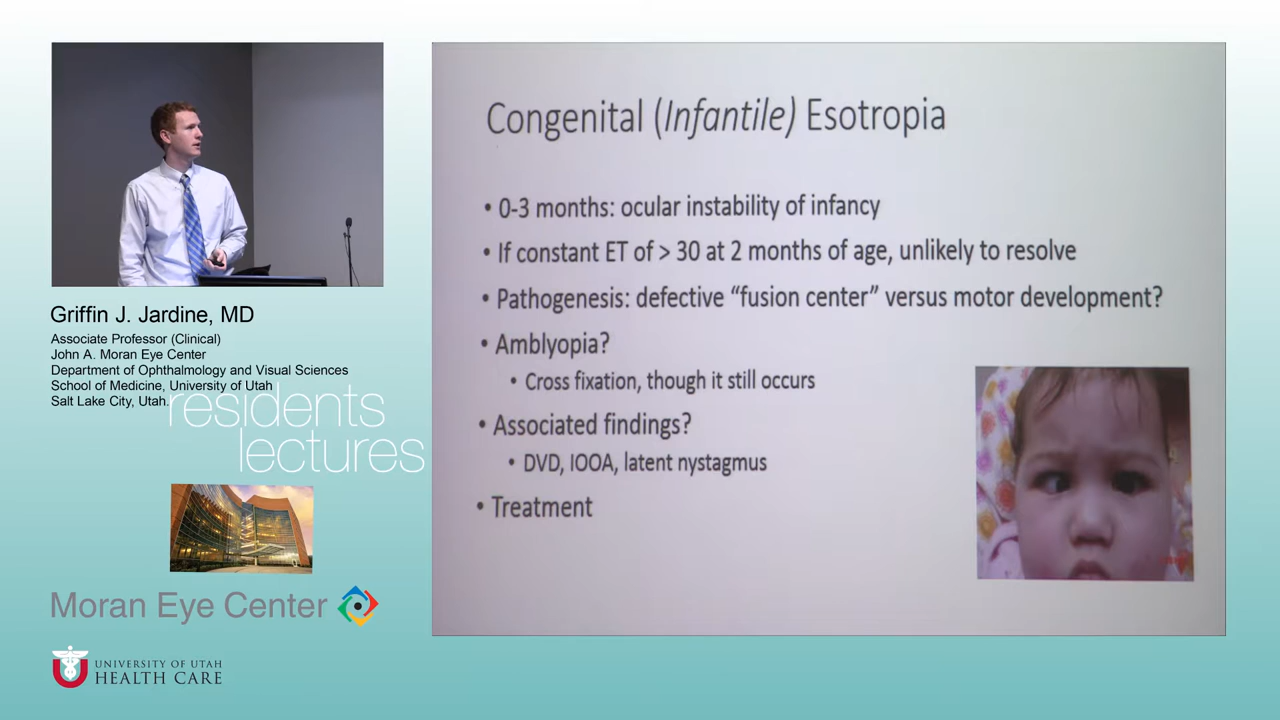 Congenital (Infantile) Esotropia
• 0-3 months: ocular instability of infancy
• If constant ET of > 30 at 2 months of age, unlikely to resolve
• Pathogenesis: defective “fusion center” versus motor development?
• Amblyopia?
• Cross fixation, though it still occurs
• Associated findings?
• DVD, IOOA, latent nystagmus
• Treatment
Griffin J. Jardine, MD
Associate Professor (Clinical)
John A. Moran Eye Center
Department of Ophthalmology and Visual Sciences
School of Medicine, University of Utah
Salt Lake City, Utah.
residents
lectures
Moran Eye Center
UNIVERSITY OF UTAH
HEALTH CARE